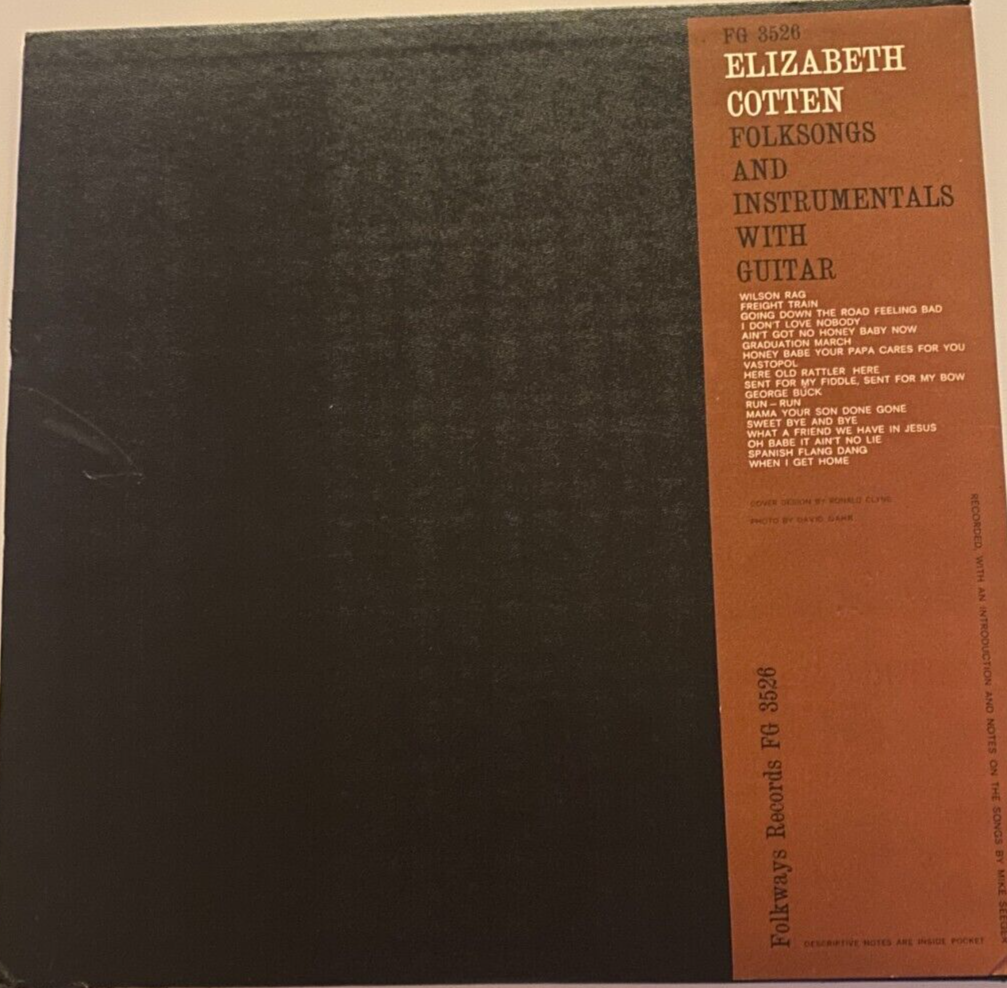 FG 3526
ELIZABETH
COTTEN
FOLKSONGS
AND
INSTRUMENTALS
WITH
GUITAR
WILSON RAG
FREIGHT TRAIN
GOING DOWN THE ROAD FEELING BAD
I DON'T LOVE NOBODY
AIN'T GOT NO HONEY BABY NOW
GRADUATION MARCH
HONEY BABE YOUR PAPA CARES FOR YOU
VASTOPOL
HERE OLD RATTLER HERE
SENT FOR MY FIDDLE, SENT FOR MY BOW
GEORGE BUCK
RUN – RUN
MAMA YOUR SON DONE GONE
SWEET BYE AND BYE
WHAT A FRIEND WE HAVE IN JESUS
OH BABE IT AIN'T NO LIE
SPANISH FLANG DANG
WHEN I GET HOME
COVER DESIGN BY RONALD CLYNE
PHOTO BY DAVID GAHR
RECORDED, WITH AN INTRODUCTION AND NOTES ON THE SONGS BY MIKE SEEGER
Folkways Records FG 3526
DESCRIPTIVE NOTES ARE INSIDE POCKET